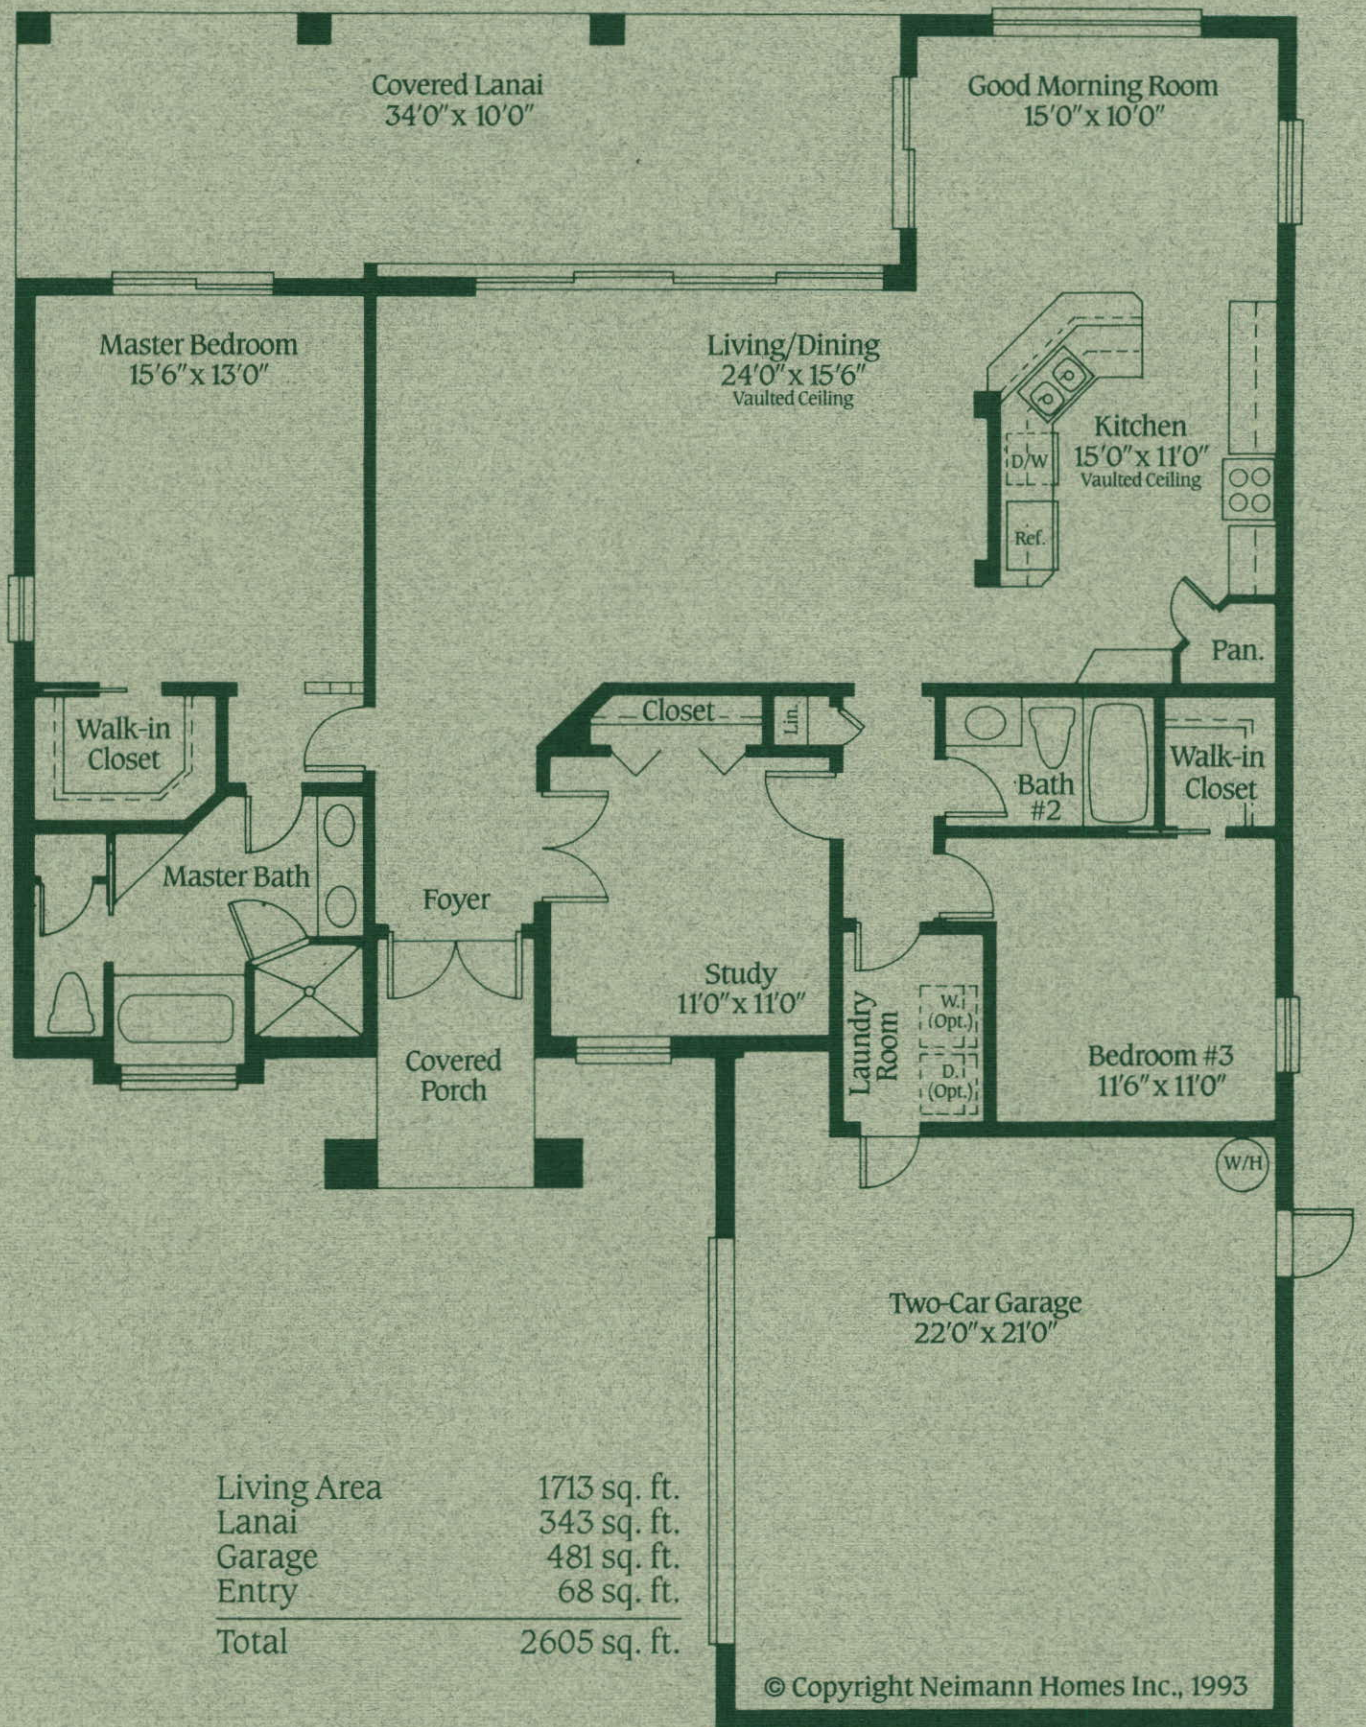 Covered Lanai
34'0" x 10'0"
Good Morning Room
15'0" x 10'0"
Master Bedroom
15'6" x 13'0"
Living/Dining
24'0" x 15'6"
Vaulted Ceiling
Kitchen
15'0" x 11'0"
Vaulted Ceiling
D/W
Ref.
Pan.
Walk-in
Closet
Closet
Lin.
Bath
#2
Walk-in
Closet
Master Bath
Foyer
Study
11'0" x 11'0"
Laundry
Room
W.
(Opt.)
D.
(Opt.)
Bedroom #3
11'6" x 11'0"
Covered
Porch
W/H
Two-Car Garage
22'0" x 21'0"
Living Area 1713 sq. ft.
Lanai 343 sq. ft.
Garage 481 sq. ft.
Entry 68 sq. ft.
Total 2605 sq. ft.
© Copyright Neimann Homes Inc., 1993